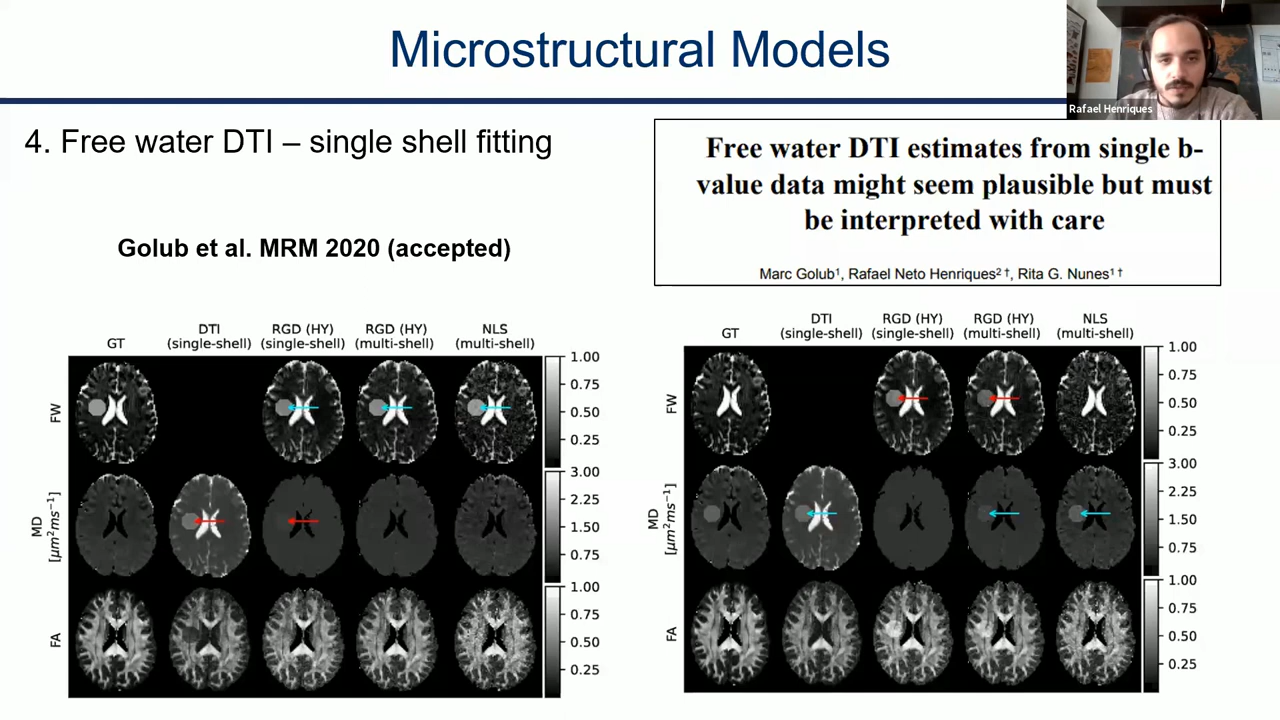 Microstructural Models
Rafael Henriques
4. Free water DTI – single shell fitting
Free water DTI estimates from single b-
value data might seem plausible but must
be interpreted with care
Golub et al. MRM 2020 (accepted)
Marc Golub¹, Rafael Neto Henriques²†, Rita G. Nunes¹†
GT
DTI
(single-shell)
RGD (HY)
(single-shell)
RGD (HY)
(multi-shell)
NLS
(multi-shell)
FW
1.00
0.75
0.50
0.25
MD
[μm²ms⁻¹]
3.00
2.25
1.50
0.75
FA
1.00
0.75
0.50
0.25
GT
DTI
(single-shell)
RGD (HY)
(single-shell)
RGD (HY)
(multi-shell)
NLS
(multi-shell)
FW
1.00
0.75
0.50
0.25
MD
[μm²ms⁻¹]
3.00
2.25
1.50
0.75
FA
1.00
0.75
0.50
0.25